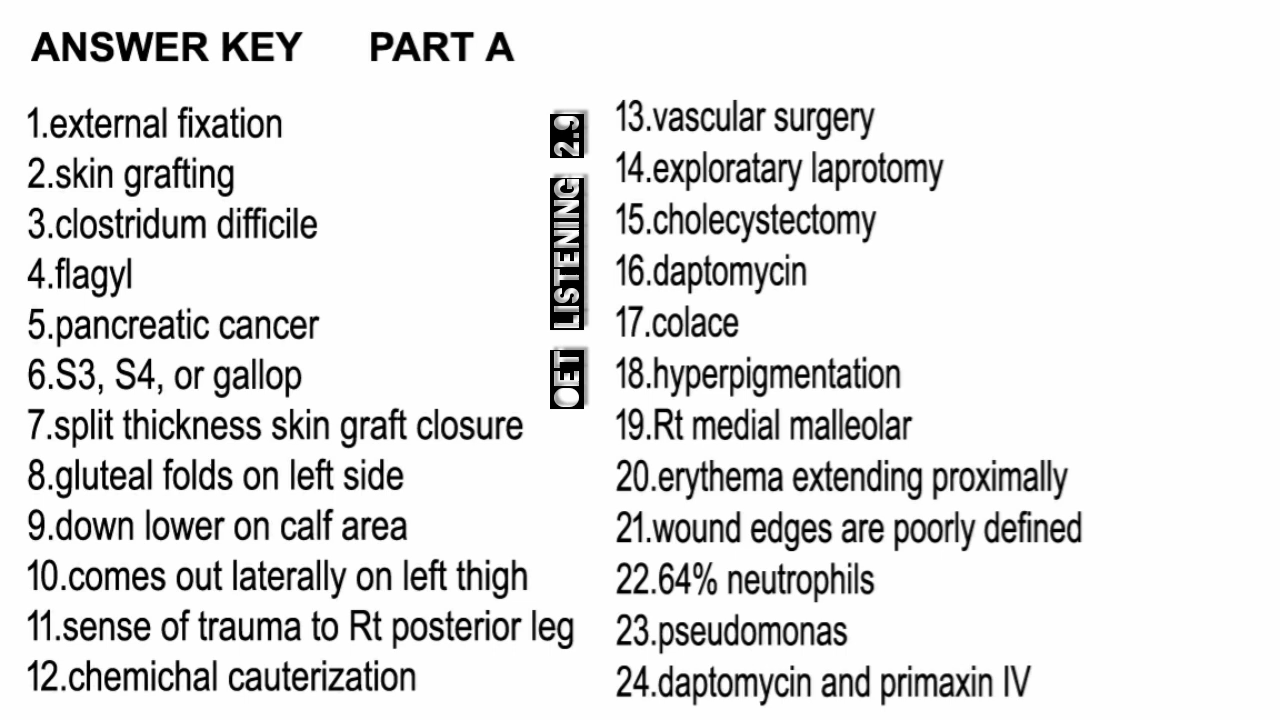 ANSWER KEY PART A
1.external fixation
2.skin grafting
3.clostridum difficile
4.flagyl
5.pancreatic cancer
6.S3, S4, or gallop
7.split thickness skin graft closure
8.gluteal folds on left side
9.down lower on calf area
10.comes out laterally on left thigh
11.sense of trauma to Rt posterior leg
12.chemichal cauterization
OET LISTENING 2.9
13.vascular surgery
14.exploratary laprotomy
15.cholecystectomy
16.daptomycin
17.colace
18.hyperpigmentation
19.Rt medial malleolar
20.erythema extending proximally
21.wound edges are poorly defined
22.64% neutrophils
23.pseudomonas
24.daptomycin and primaxin IV